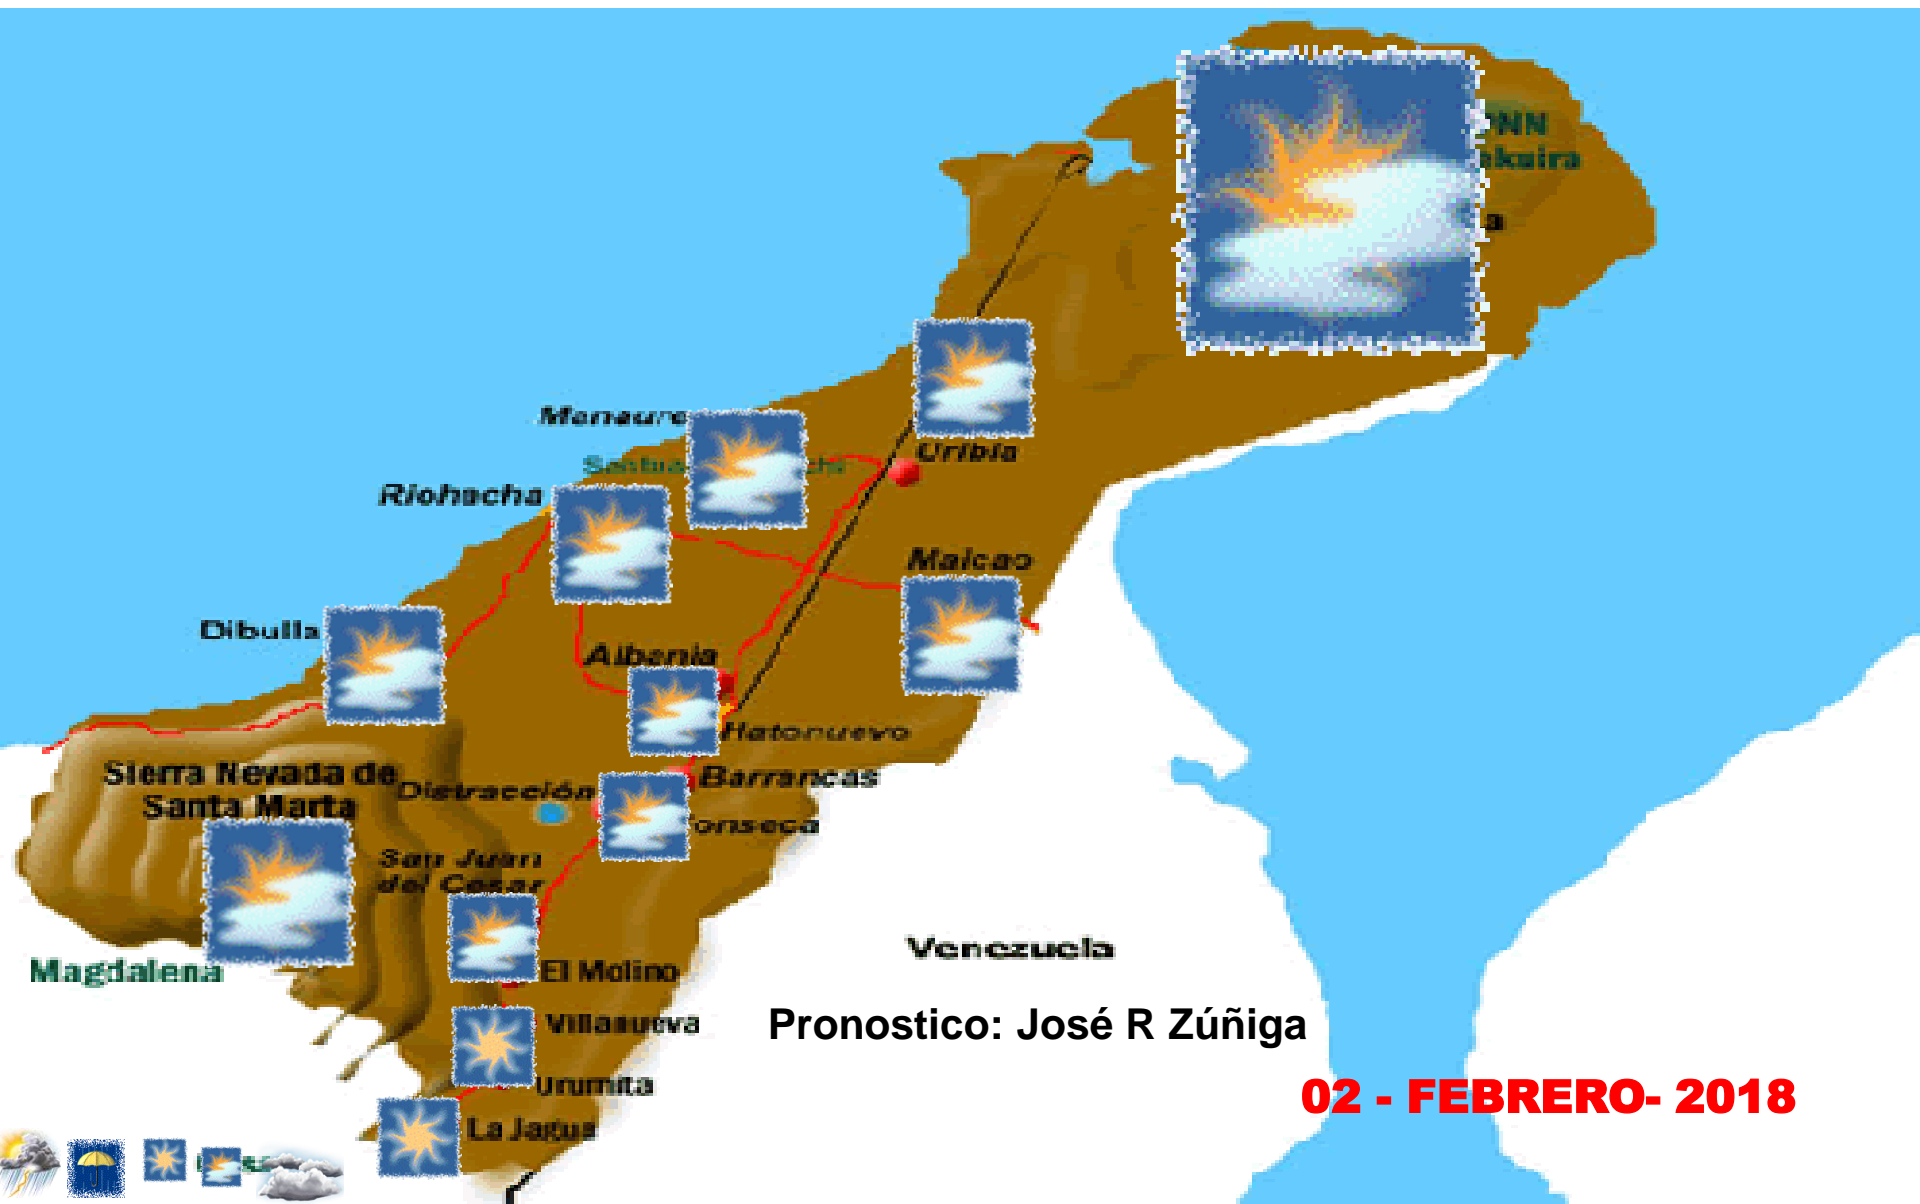 PNN
Manaure
Uribia
Riohacha
Maicao
Dibulla
Albania
Hatonuevo
Sierra Nevada de
Santa Marta
Barrancas
Distracción
onseca
San Juan
del Cesar
Venezuela
Magdalena
El Molino
Villanueva
Pronostico: José R Zúñiga
Urumita
02 - FEBRERO- 2018
La Jagua